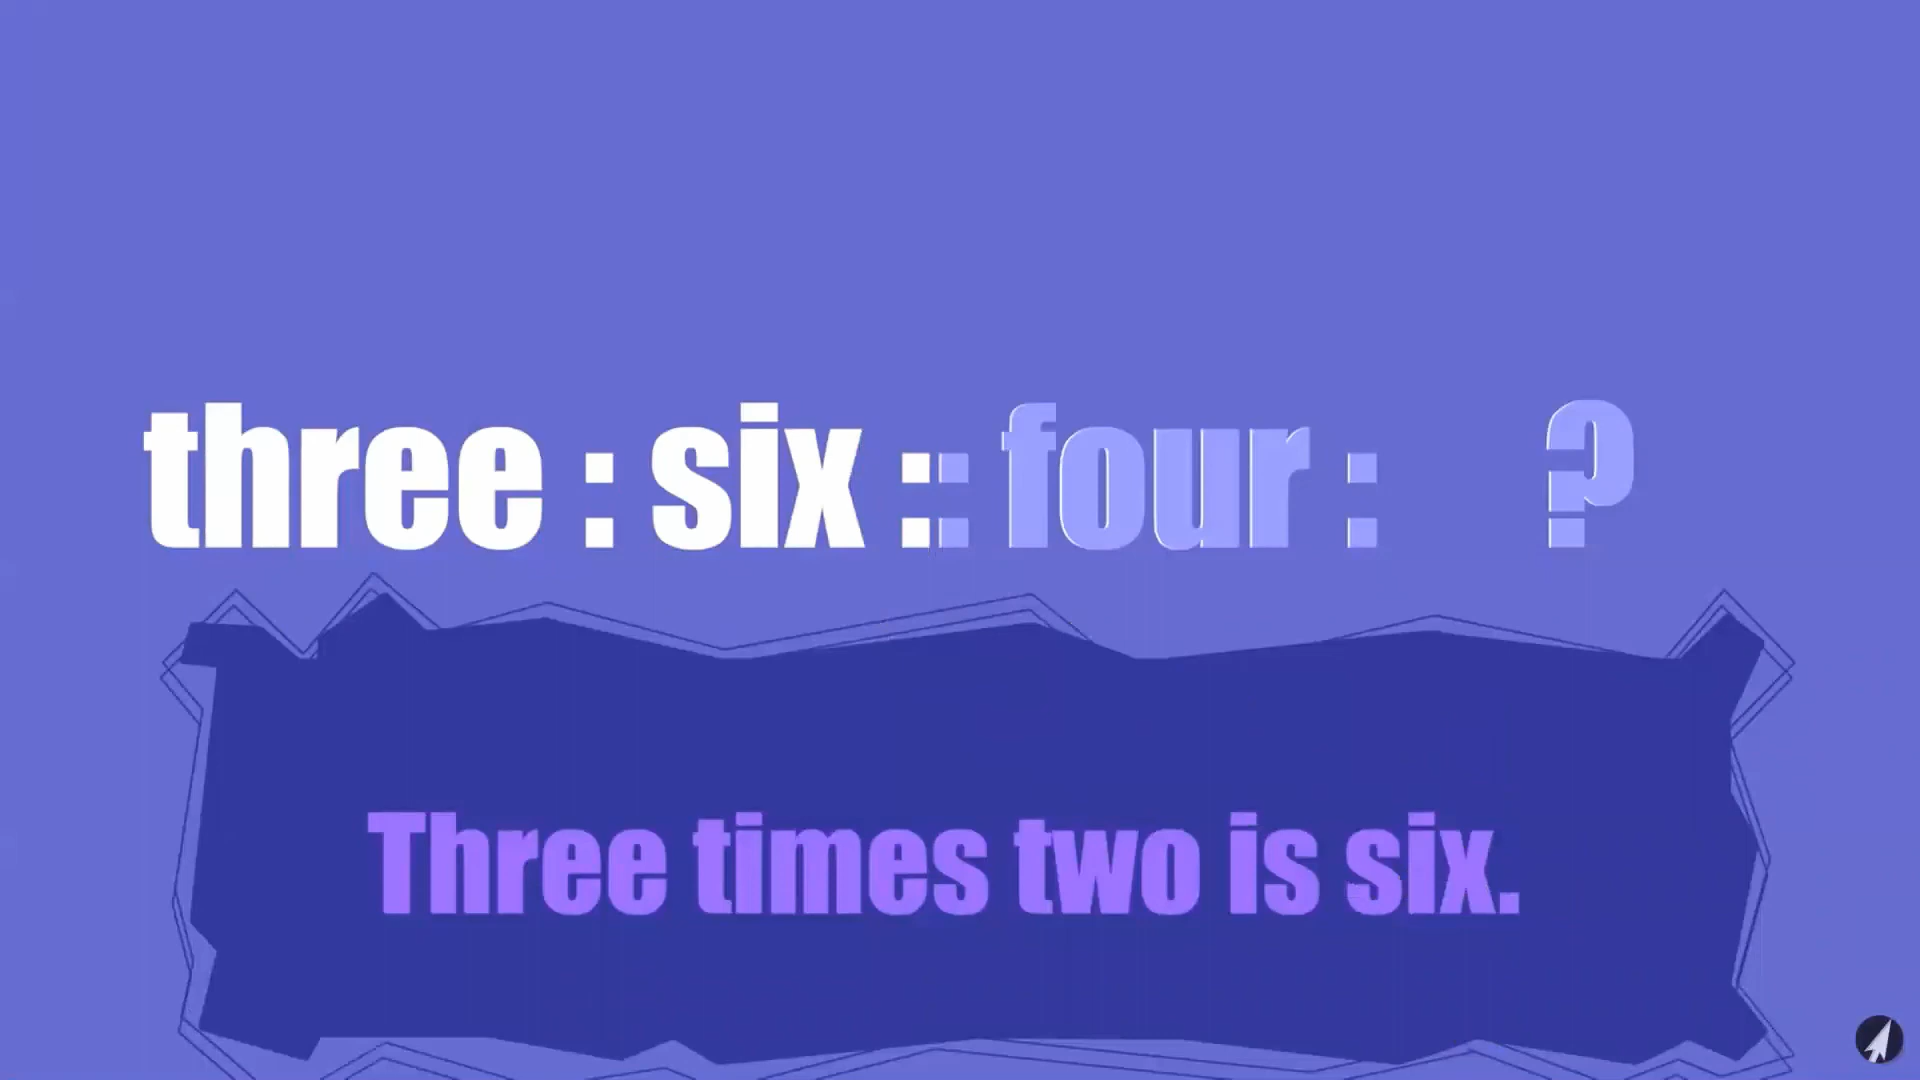 three : six :: four : ?
Three times two is six.